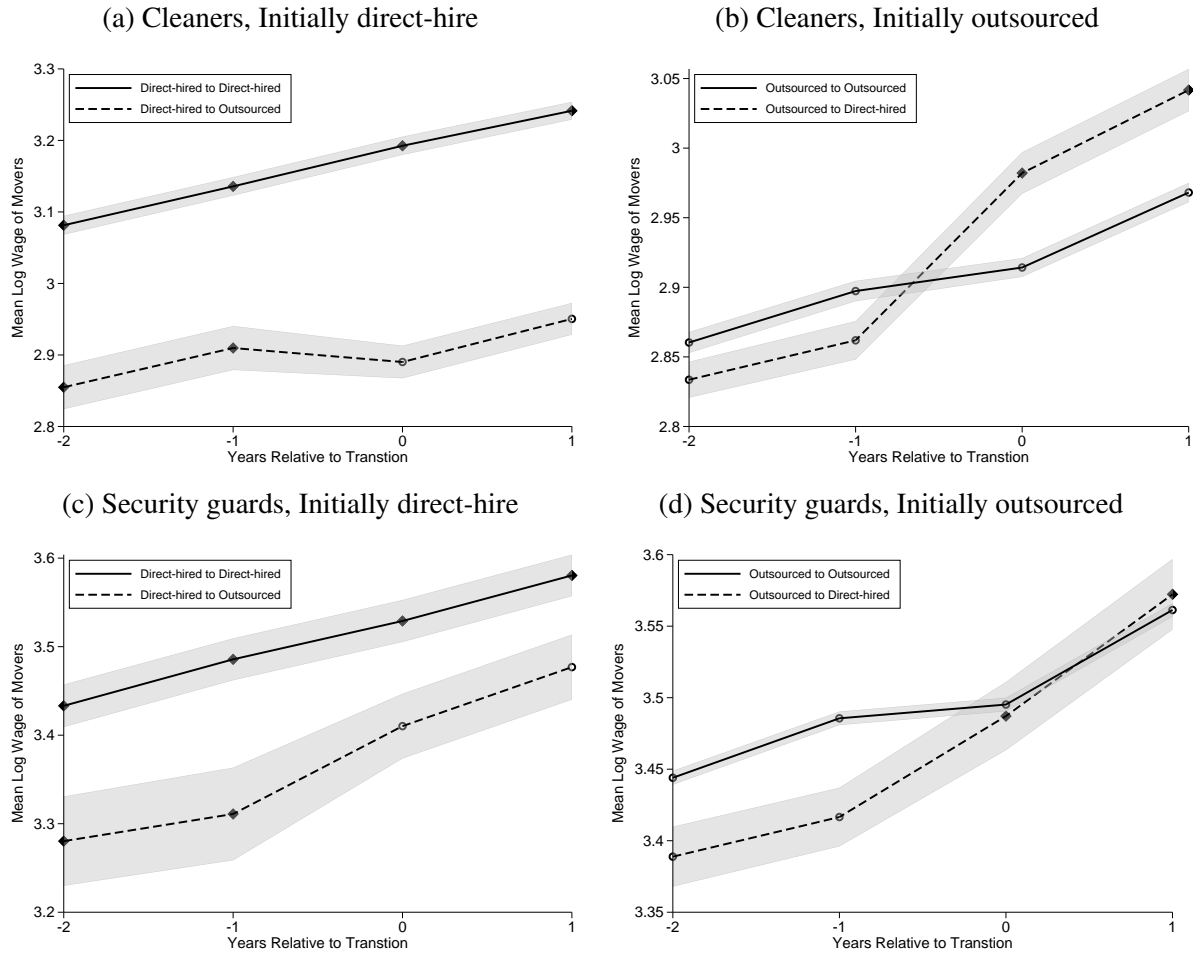 (a) Cleaners, Initially direct-hire
3.3
3.2
3.1
3
2.9
2.8
Mean Log Wage of Movers
Direct-hired to Direct-hired
Direct-hired to Outsourced
-2 -1 0 1
Years Relative to Transtion
(b) Cleaners, Initially outsourced
3.05
3
2.95
2.9
2.85
2.8
Mean Log Wage of Movers
Outsourced to Outsourced
Outsourced to Direct-hired
-2 -1 0 1
Years Relative to Transtion
(c) Security guards, Initially direct-hire
3.6
3.5
3.4
3.3
3.2
Mean Log Wage of Movers
Direct-hired to Direct-hired
Direct-hired to Outsourced
-2 -1 0 1
Years Relative to Transtion
(d) Security guards, Initially outsourced
3.6
3.55
3.5
3.45
3.4
3.35
Mean Log Wage of Movers
Outsourced to Outsourced
Outsourced to Direct-hired
-2 -1 0 1
Years Relative to Transtion